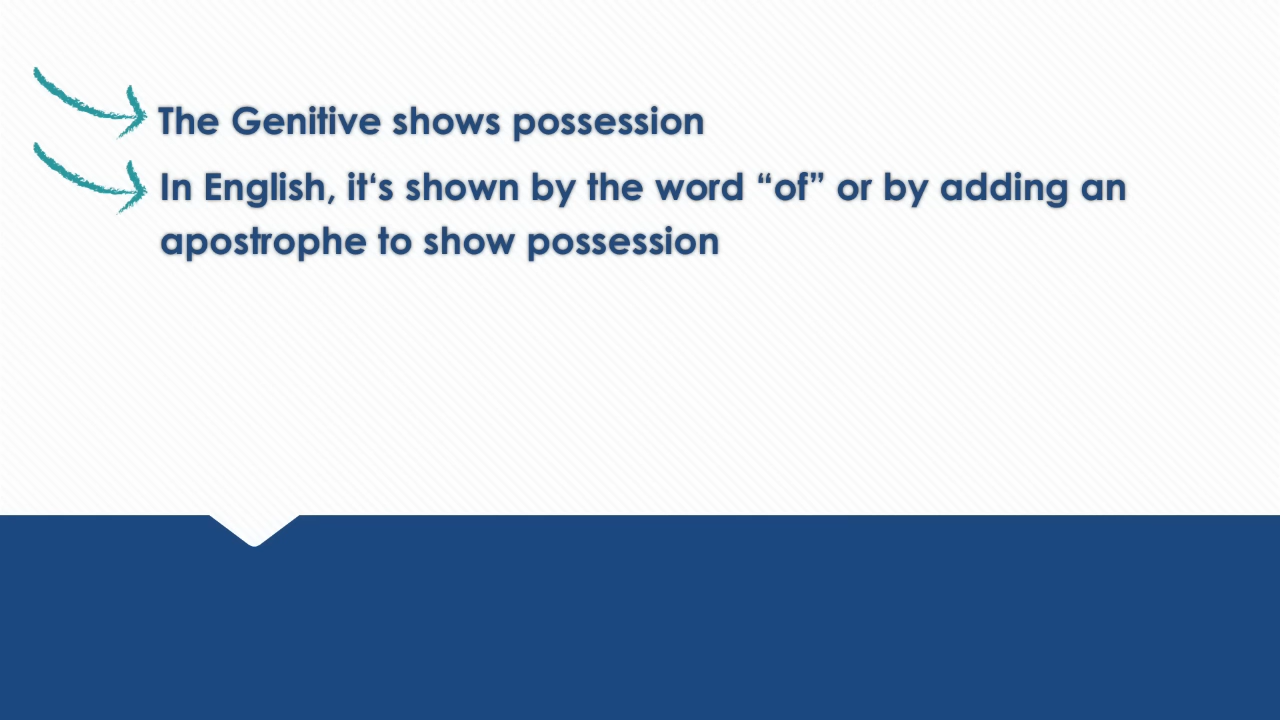 The Genitive shows possession
In English, it‘s shown by the word “of” or by adding an
apostrophe to show possession